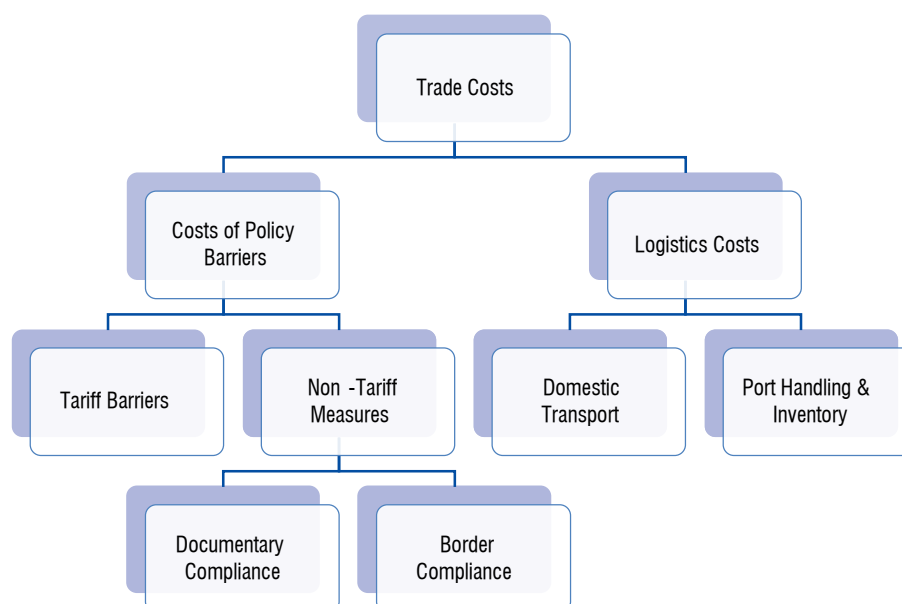 Trade Costs
Costs of Policy
Barriers
Logistics Costs
Tariff Barriers
Non -Tariff
Measures
Domestic
Transport
Port Handling &
Inventory
Documentary
Compliance
Border
Compliance